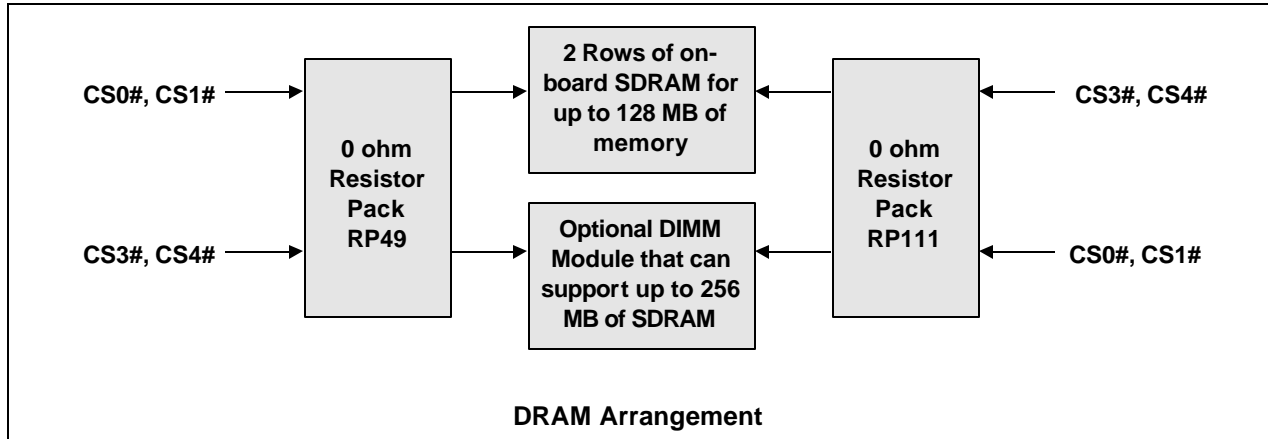 CS0#, CS1#
CS3#, CS4#
0 ohm
Resistor
Pack
RP49
2 Rows of on-
board SDRAM for
up to 128 MB of
memory
Optional DIMM
Module that can
support up to 256
MB of SDRAM
0 ohm
Resistor
Pack
RP111
CS3#, CS4#
CS0#, CS1#
DRAM Arrangement